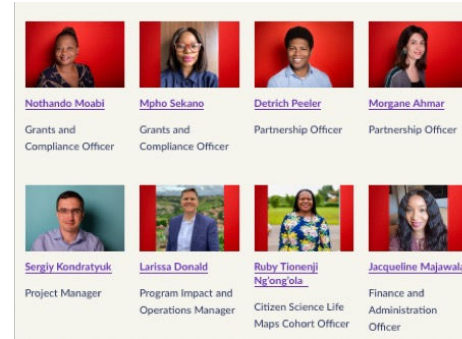 Nothando Moabi
Grants and
Compliance Officer
Mpho Sekano
Grants and
Compliance Officer
Detrich Peeler
Partnership Officer
Morgane Ahmar
Partnership Officer
Sergiy Kondratyuk
Project Manager
Larissa Donald
Program Impact and
Operations Manager
Ruby Tionenji
Ng'ong'ola
Citizen Science Life
Maps Cohort Officer
Jacqueline Majawala
Finance and
Administration
Officer